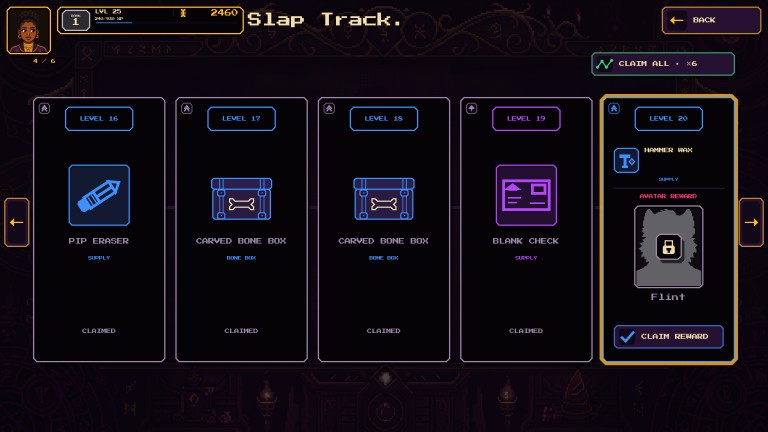 1
LVL 25
2460
Slap Track.
BACK
4 / 6
CLAIM ALL · ×6
LEVEL 16
PIP ERASER
SUPPLY
CLAIMED
LEVEL 17
CARVED BONE BOX
BONE BOX
CLAIMED
LEVEL 18
CARVED BONE BOX
BONE BOX
CLAIMED
LEVEL 19
BLANK CHECK
SUPPLY
CLAIMED
LEVEL 20
HAMMER WAX
SUPPLY
AVATAR REWARD
Flint
CLAIM REWARD